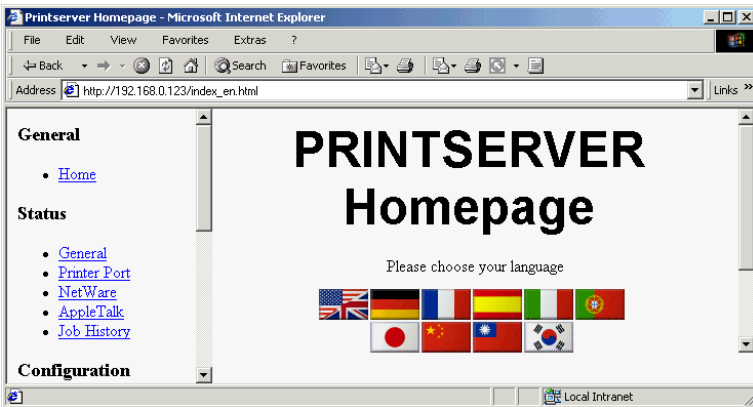 Printserver Homepage - Microsoft Internet Explorer
File Edit View Favorites Extras ?
Back Search Favorites
Address http://192.168.0.123/index_en.html Links »
General
Home
Status
General
Printer Port
NetWare
AppleTalk
Job History
Configuration
PRINTSERVER
Homepage
Please choose your language
Local Intranet